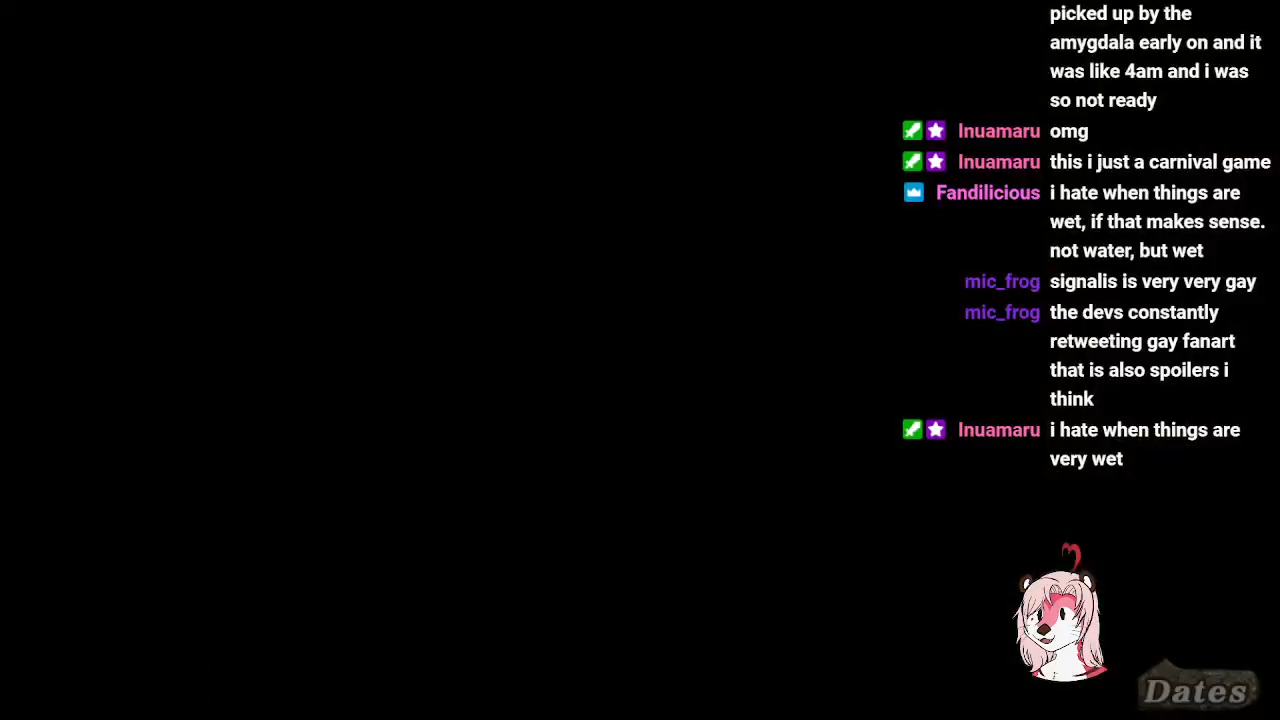 picked up by the
amygdala early on and it
was like 4am and i was
so not ready
Inuamaru omg
Inuamaru this i just a carnival game
Fandilicious i hate when things are
wet, if that makes sense.
not water, but wet
mic_frog signalis is very very gay
mic_frog the devs constantly
retweeting gay fanart
that is also spoilers i
think
Inuamaru i hate when things are
very wet
Dates